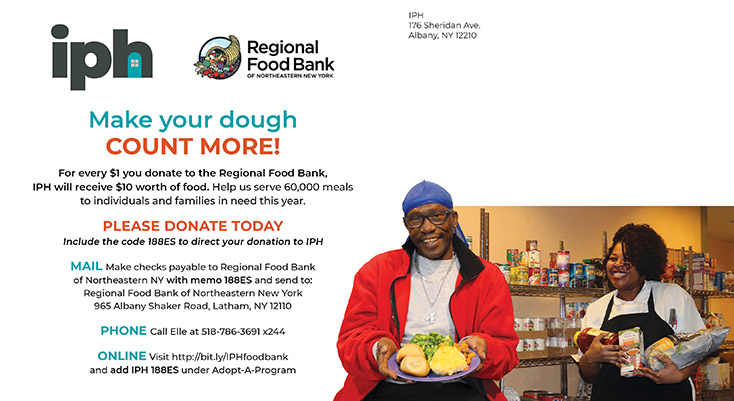 iph
Regional
Food Bank
OF NORTHEASTERN NEW YORK
IPH
176 Sheridan Ave.
Albany, NY 12210
Make your dough
COUNT MORE!
For every $1 you donate to the Regional Food Bank,
IPH will receive $10 worth of food. Help us serve 60,000 meals
to individuals and families in need this year.
PLEASE DONATE TODAY
Include the code 188ES to direct your donation to IPH
MAIL Make checks payable to Regional Food Bank
of Northeastern NY with memo 188ES and send to:
Regional Food Bank of Northeastern New York
965 Albany Shaker Road, Latham, NY 12110
PHONE Call Elle at 518-786-3691 x244
ONLINE Visit http://bit.ly/IPHfoodbank
and add IPH 188ES under Adopt-A-Program